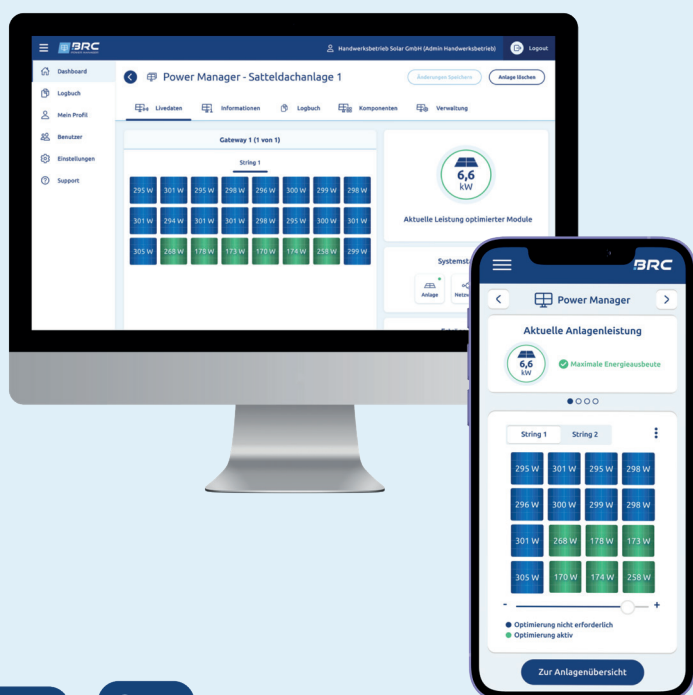 BRC
Handwerksbetrieb Solar GmbH (Admin Handwerksbetrieb)
Logout
Dashboard
Logbuch
Mein Profil
Benutzer
Einstellungen
Support
Power Manager - Satteldachanlage 1
Änderungen Speichern
Anlage löschen
Livedaten
Informationen
Logbuch
Komponenten
Verwaltung
Gateway 1 (1 von 1)
String 1
295 W 301 W 295 W 298 W 296 W 300 W 299 W 298 W
301 W 294 W 301 W 301 W 298 W 295 W 300 W 301 W
305 W 268 W 178 W 173 W 170 W 174 W 258 W 299 W
6,6
kW
Aktuelle Leistung optimierter Module
Systemst
Anlage
Netzw
BRC
Power Manager
Aktuelle Anlagenleistung
6,6
kW
Maximale Energieausbeute
String 1
String 2
295 W 301 W 295 W 298 W
296 W 300 W 299 W 298 W
301 W 268 W 178 W 173 W
305 W 170 W 174 W 258 W
- +
Optimierung nicht erforderlich
Optimierung aktiv
Zur Anlagenübersicht